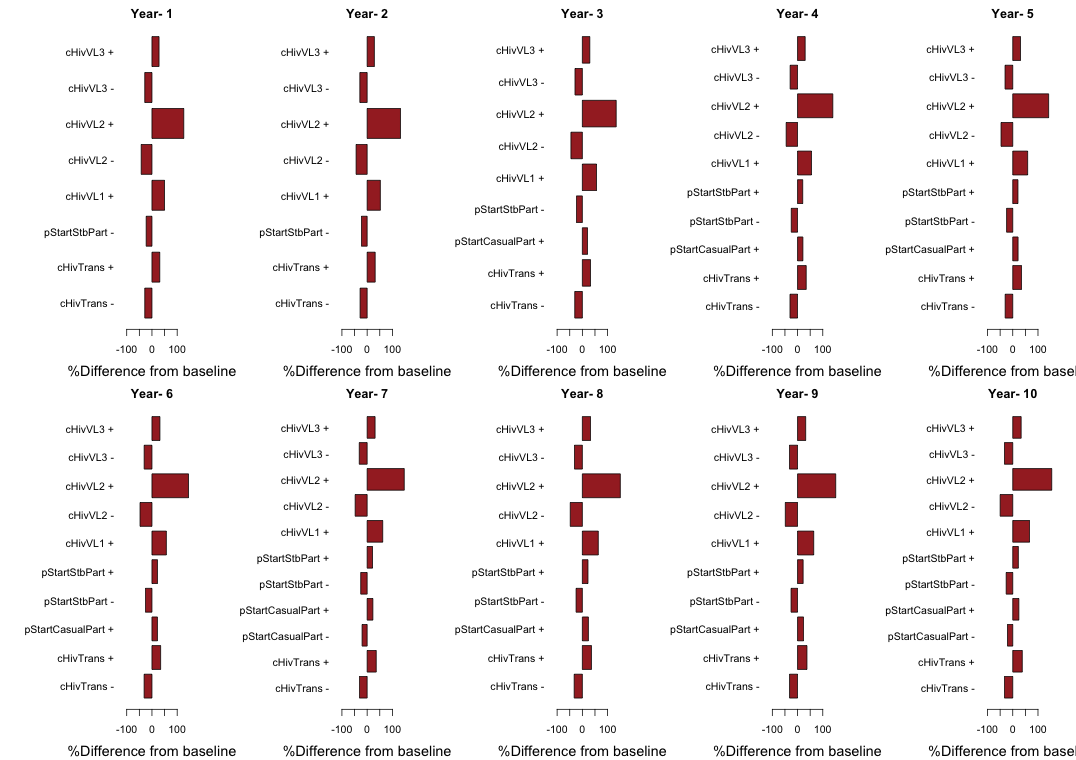 Year- 1
cHivVL3 +
cHivVL3 -
cHivVL2 +
cHivVL2 -
cHivVL1 +
pStartStbPart -
cHivTrans +
cHivTrans -
-100 0 100
%Difference from baseline
Year- 2
cHivVL3 +
cHivVL3 -
cHivVL2 +
cHivVL2 -
cHivVL1 +
pStartStbPart -
cHivTrans +
cHivTrans -
-100 0 100
%Difference from baseline
Year- 3
cHivVL3 +
cHivVL3 -
cHivVL2 +
cHivVL2 -
cHivVL1 +
pStartStbPart -
pStartCasualPart +
cHivTrans +
cHivTrans -
-100 0 100
%Difference from baseline
Year- 4
cHivVL3 +
cHivVL3 -
cHivVL2 +
cHivVL2 -
cHivVL1 +
pStartStbPart +
pStartStbPart -
pStartCasualPart +
cHivTrans +
cHivTrans -
-100 0 100
%Difference from baseline
Year- 5
cHivVL3 +
cHivVL3 -
cHivVL2 +
cHivVL2 -
cHivVL1 +
pStartStbPart +
pStartStbPart -
pStartCasualPart +
cHivTrans +
cHivTrans -
-100 0 100
%Difference from basel
Year- 6
cHivVL3 +
cHivVL3 -
cHivVL2 +
cHivVL2 -
cHivVL1 +
pStartStbPart +
pStartStbPart -
pStartCasualPart +
cHivTrans +
cHivTrans -
-100 0 100
%Difference from baseline
Year- 7
cHivVL3 +
cHivVL3 -
cHivVL2 +
cHivVL2 -
cHivVL1 +
pStartStbPart +
pStartStbPart -
pStartCasualPart +
pStartCasualPart -
cHivTrans +
cHivTrans -
-100 0 100
%Difference from baseline
Year- 8
cHivVL3 +
cHivVL3 -
cHivVL2 +
cHivVL2 -
cHivVL1 +
pStartStbPart +
pStartStbPart -
pStartCasualPart +
cHivTrans +
cHivTrans -
-100 0 100
%Difference from baseline
Year- 9
cHivVL3 +
cHivVL3 -
cHivVL2 +
cHivVL2 -
cHivVL1 +
pStartStbPart +
pStartStbPart -
pStartCasualPart +
cHivTrans +
cHivTrans -
-100 0 100
%Difference from baseline
Year- 10
cHivVL3 +
cHivVL3 -
cHivVL2 +
cHivVL2 -
cHivVL1 +
pStartStbPart +
pStartStbPart -
pStartCasualPart +
pStartCasualPart -
cHivTrans +
cHivTrans -
-100 0 100
%Difference from basel